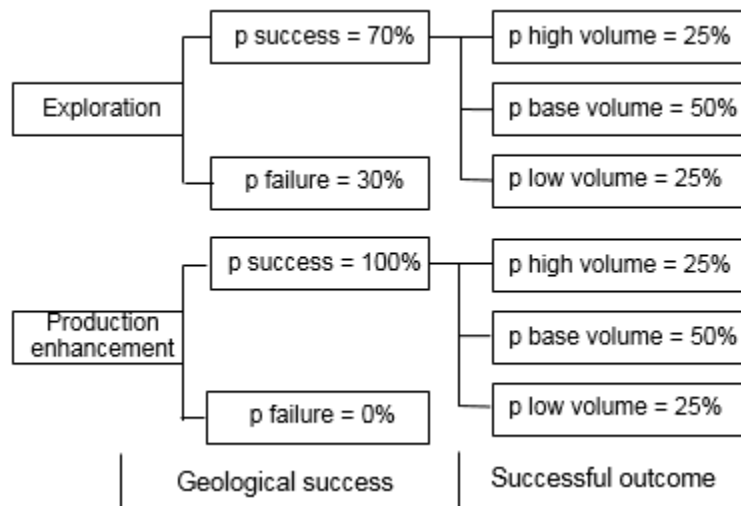 p success = 70%
p high volume = 25%
Exploration
p base volume = 50%
p failure = 30%
p low volume = 25%
p success = 100%
p high volume = 25%
Production
enhancement
p base volume = 50%
p failure = 0%
p low volume = 25%
Geological success
Successful outcome